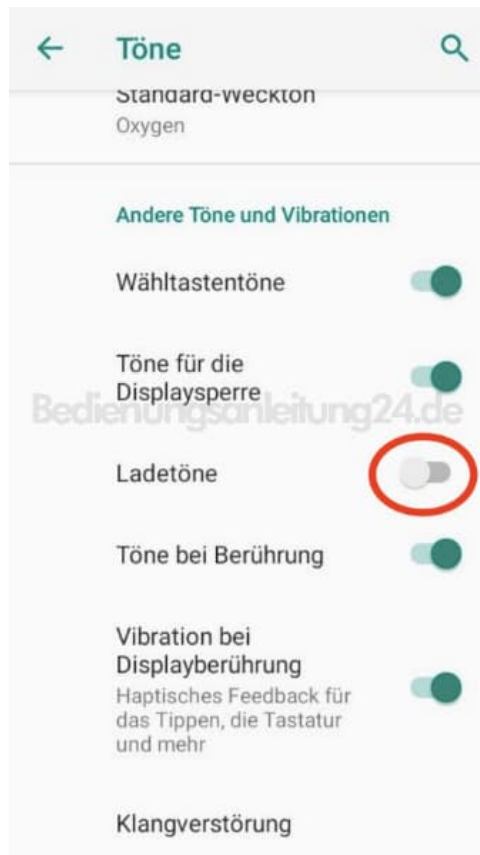 Töne
Standard-Weckton
Oxygen
Andere Töne und Vibrationen
Wähltastentöne
Töne für die
Displaysperre
Bedienungsanleitung24.de
Ladetöne
Töne bei Berührung
Vibration bei
Displayberührung
Haptisches Feedback für
das Tippen, die Tastatur
und mehr
Klangverstörung